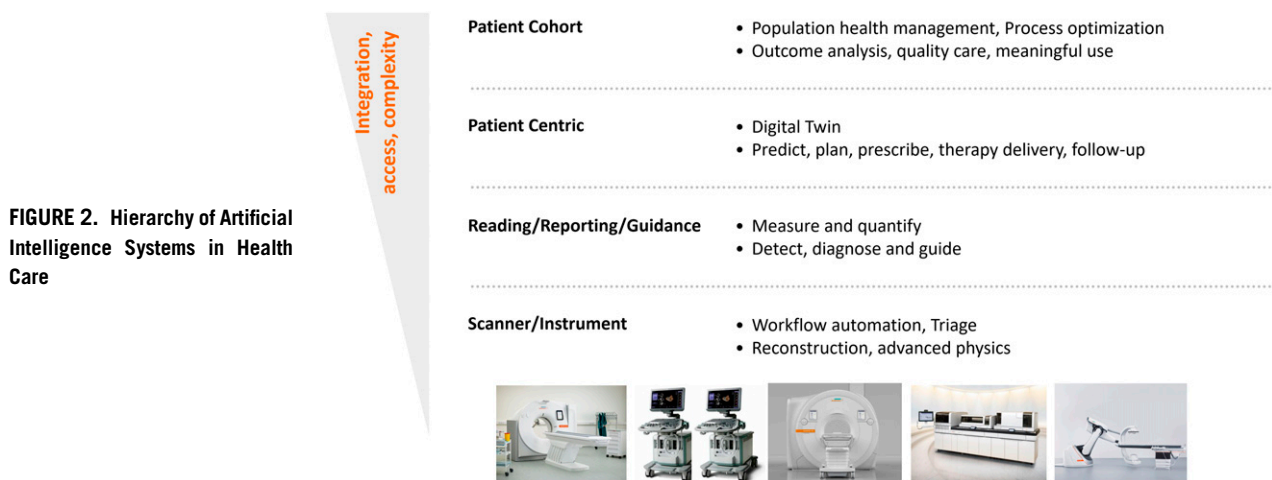 FIGURE 2. Hierarchy of Artificial
Intelligence Systems in Health
Care
Integration,
access, complexity
Patient Cohort
• Population health management, Process optimization
• Outcome analysis, quality care, meaningful use
Patient Centric
• Digital Twin
• Predict, plan, prescribe, therapy delivery, follow-up
Reading/Reporting/Guidance
• Measure and quantify
• Detect, diagnose and guide
Scanner/Instrument
• Workflow automation, Triage
• Reconstruction, advanced physics